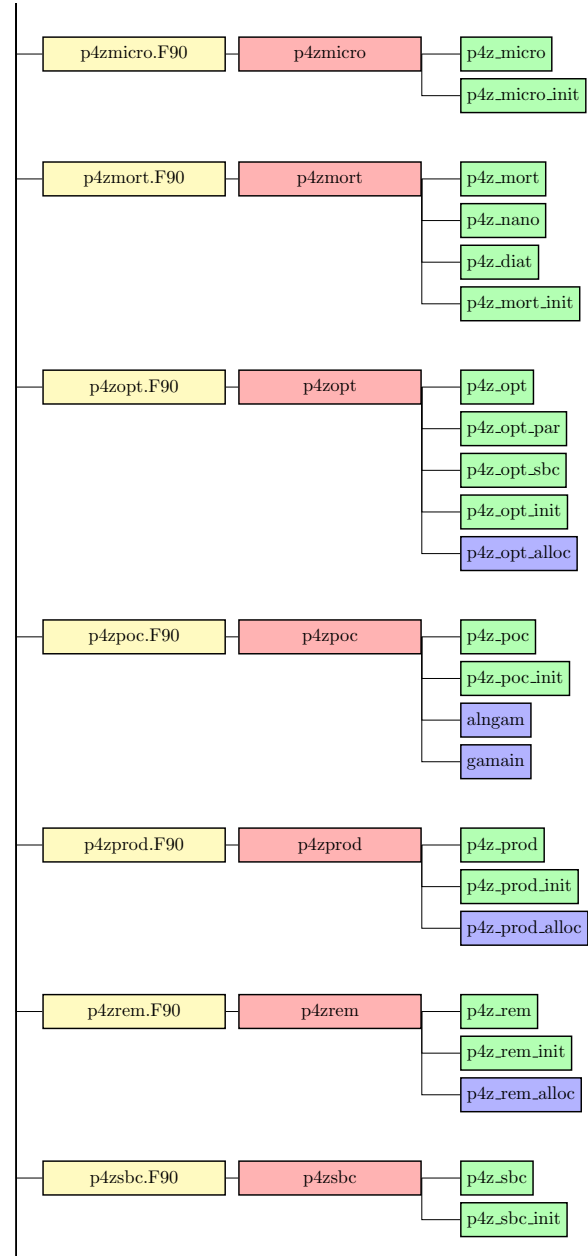 p4zmicro.F90 p4zmicro p4z_micro
p4z_micro_init
p4zmort.F90 p4zmort p4z_mort
p4z_nano
p4z_diat
p4z_mort_init
p4zopt.F90 p4zopt p4z_opt
p4z_opt_par
p4z_opt_sbc
p4z_opt_init
p4z_opt_alloc
p4zpoc.F90 p4zpoc p4z_poc
p4z_poc_init
alngam
gamain
p4zprod.F90 p4zprod p4z_prod
p4z_prod_init
p4z_prod_alloc
p4zrem.F90 p4zrem p4z_rem
p4z_rem_init
p4z_rem_alloc
p4zsbc.F90 p4zsbc p4z_sbc
p4z_sbc_init